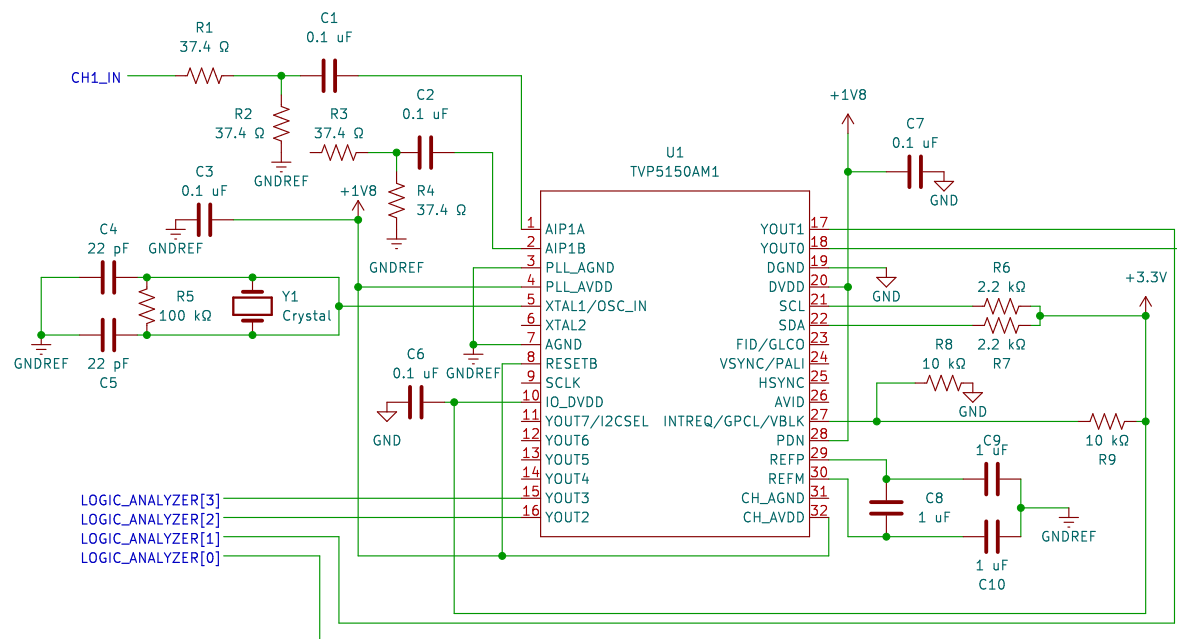 R1
37.4 Ω
C1
0.1 uF
CH1_IN
R2
37.4 Ω
GNDREF
R3
37.4 Ω
C2
0.1 uF
R4
37.4 Ω
GNDREF
C3
0.1 uF
GNDREF
+1V8
C4
22 pF
R5
100 kΩ
Y1
Crystal
GNDREF
22 pF
C5
C6
0.1 uF
GND
GNDREF
U1
TVP5150AM1
1 AIP1A
2 AIP1B
3 PLL_AGND
4 PLL_AVDD
5 XTAL1/OSC_IN
6 XTAL2
7 AGND
8 RESETB
9 SCLK
10 IO_DVDD
11 YOUT7/I2CSEL
12 YOUT6
13 YOUT5
14 YOUT4
15 YOUT3
16 YOUT2
YOUT1 17
YOUT0 18
DGND 19
DVDD 20
SCL 21
SDA 22
FID/GLCO 23
VSYNC/PALI 24
HSYNC 25
AVID 26
INTREQ/GPCL/VBLK 27
PDN 28
REFP 29
REFM 30
CH_AGND 31
CH_AVDD 32
+1V8
C7
0.1 uF
GND
GND
R6
2.2 kΩ
2.2 kΩ
R7
+3.3V
R8
10 kΩ
GND
10 kΩ
R9
C9
1 uF
C8
1 uF
GNDREF
1 uF
C10
LOGIC_ANALYZER[3]
LOGIC_ANALYZER[2]
LOGIC_ANALYZER[1]
LOGIC_ANALYZER[0]